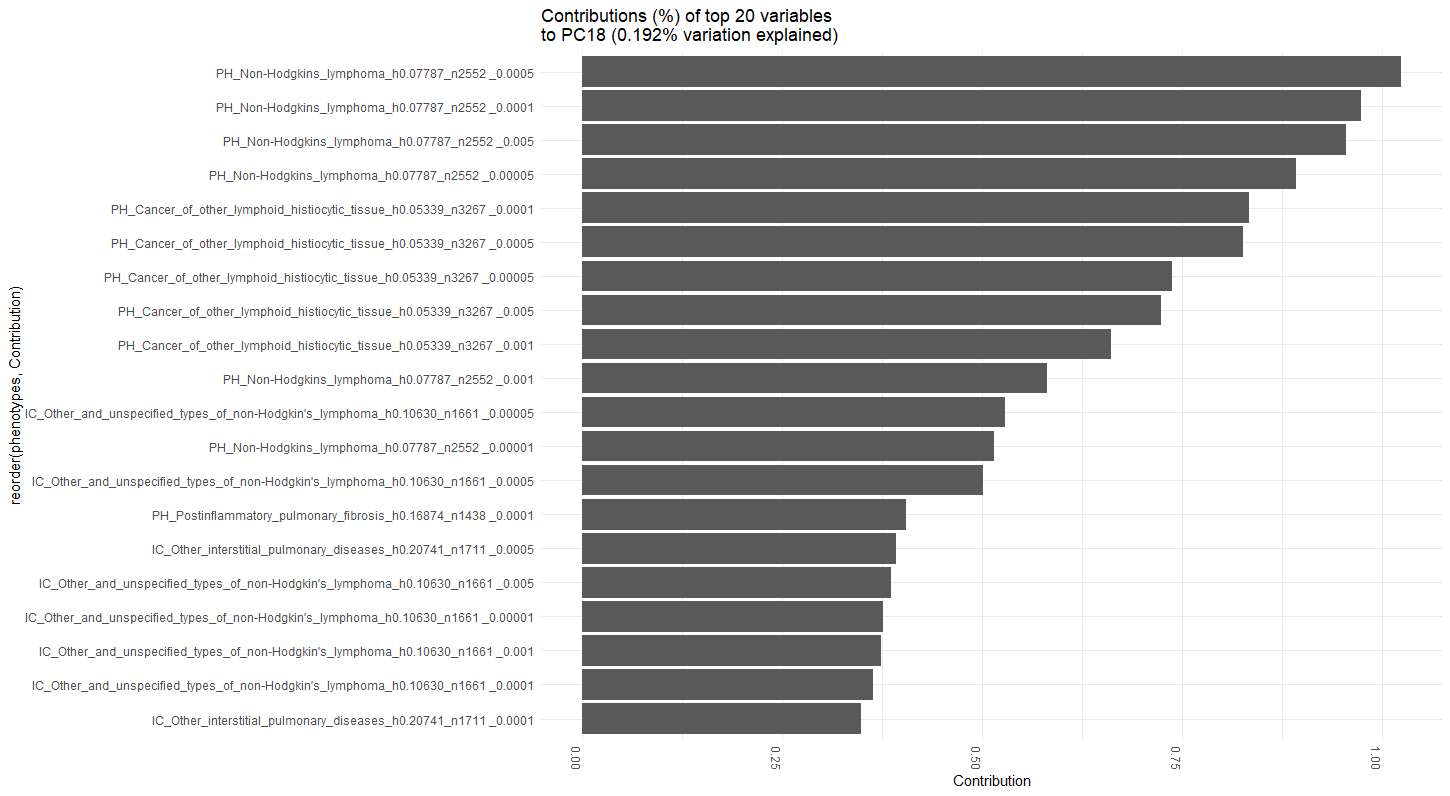 Contributions (%) of top 20 variables
to PC18 (0.192% variation explained)
reorder(phenotypes, Contribution)
PH_Non-Hodgkins_lymphoma_h0.07787_n2552 _0.0005
PH_Non-Hodgkins_lymphoma_h0.07787_n2552 _0.0001
PH_Non-Hodgkins_lymphoma_h0.07787_n2552 _0.005
PH_Non-Hodgkins_lymphoma_h0.07787_n2552 _0.00005
PH_Cancer_of_other_lymphoid_histiocytic_tissue_h0.05339_n3267 _0.0001
PH_Cancer_of_other_lymphoid_histiocytic_tissue_h0.05339_n3267 _0.0005
PH_Cancer_of_other_lymphoid_histiocytic_tissue_h0.05339_n3267 _0.00005
PH_Cancer_of_other_lymphoid_histiocytic_tissue_h0.05339_n3267 _0.005
PH_Cancer_of_other_lymphoid_histiocytic_tissue_h0.05339_n3267 _0.001
PH_Non-Hodgkins_lymphoma_h0.07787_n2552 _0.001
IC_Other_and_unspecified_types_of_non-Hodgkin's_lymphoma_h0.10630_n1661 _0.00005
PH_Non-Hodgkins_lymphoma_h0.07787_n2552 _0.00001
IC_Other_and_unspecified_types_of_non-Hodgkin's_lymphoma_h0.10630_n1661 _0.0005
PH_Postinflammatory_pulmonary_fibrosis_h0.16874_n1438 _0.0001
IC_Other_interstitial_pulmonary_diseases_h0.20741_n1711 _0.0005
IC_Other_and_unspecified_types_of_non-Hodgkin's_lymphoma_h0.10630_n1661 _0.005
IC_Other_and_unspecified_types_of_non-Hodgkin's_lymphoma_h0.10630_n1661 _0.00001
IC_Other_and_unspecified_types_of_non-Hodgkin's_lymphoma_h0.10630_n1661 _0.001
IC_Other_and_unspecified_types_of_non-Hodgkin's_lymphoma_h0.10630_n1661 _0.0001
IC_Other_interstitial_pulmonary_diseases_h0.20741_n1711 _0.0001
0.00
0.25
0.50
0.75
1.00
Contribution